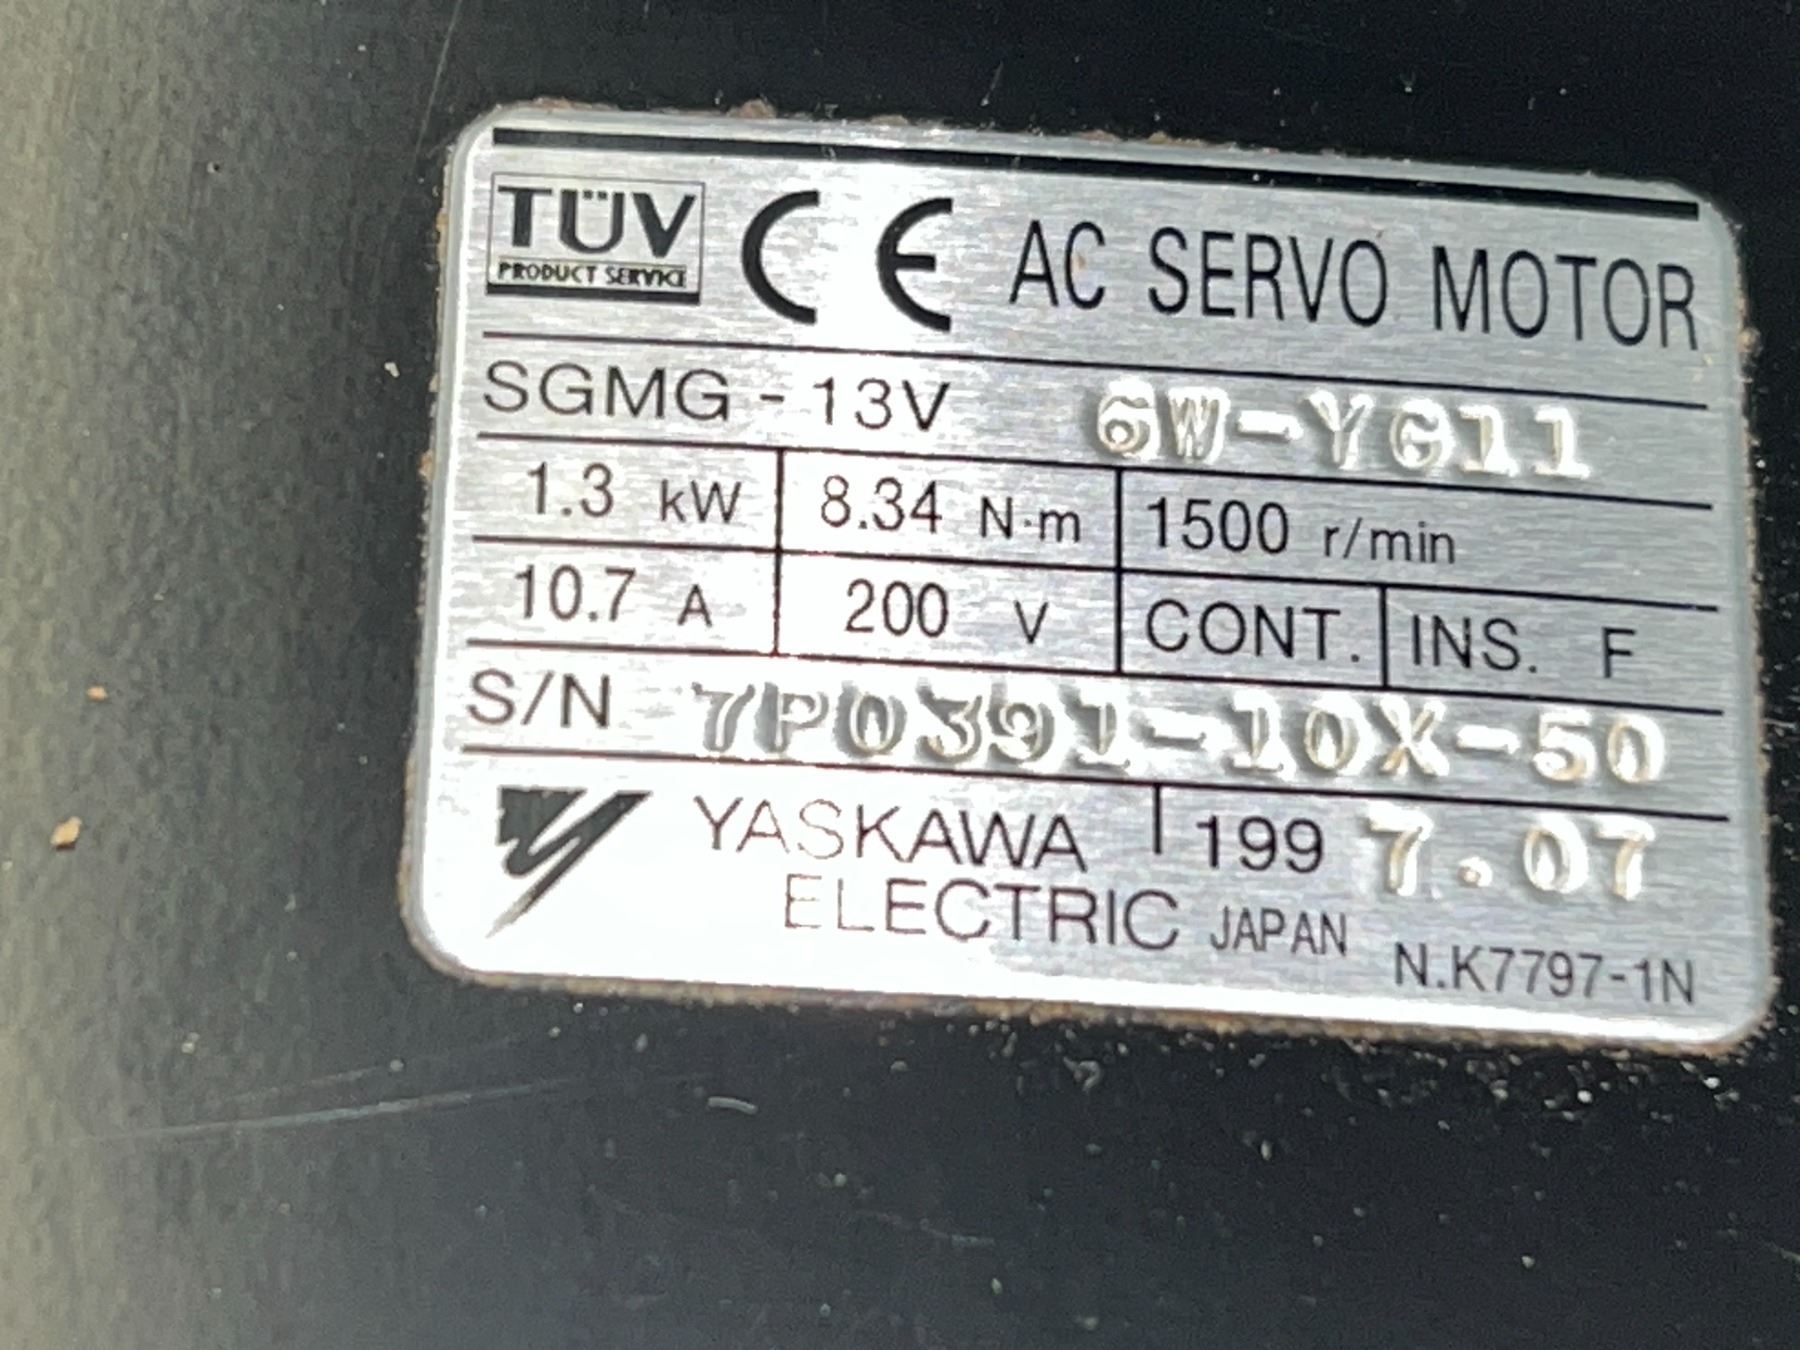 TÜV
PRODUCT SERVICE
CE AC SERVO MOTOR
SGMG - 13V 6W-YG11
1.3 kW 8.34 N·m 1500 r/min
10.7 A 200 V CONT. INS. F
S/N 7P0391-10X-50
YASKAWA 1997.07
ELECTRIC JAPAN N.K7797-1N